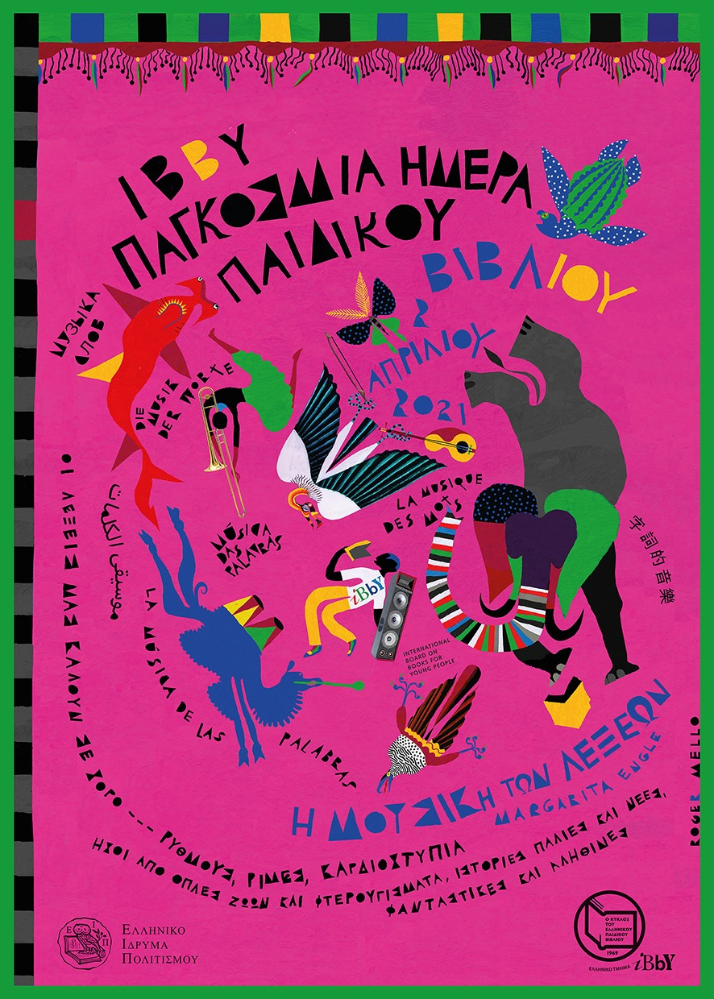 IBBY
ΠΑΓΚΟΣΜΙΑ ΗΜΕΡΑ
ΠΑΙΔΙΚΟΥ
ΒΙΒΛΙΟΥ
2
ΑΠΡΙΛΙΟΥ
2021
МУЗЫКА
СЛОВ
DIE
MUSIK
DER WORTE
LA MUSIQUE
DES MOTS
MÚSICA
DAS
PALAVRAS
موسيقى الكلمات
字詞的音樂
iBbY
INTERNATIONAL
BOARD ON
BOOKS FOR
YOUNG PEOPLE
LA MÚSICA DE LAS PALABRAS
Η ΜΟΥΣΙΚΗ ΤΩΝ ΛΕΞΕΩΝ
MARGARITA ENGLE
ROGER MELLO
ΟΙ ΛΕΞΕΙΣ ΜΑΣ ΚΑΛΟΥΝ ΣΕ ΧΟΡΟ --- ΡΥΘΜΟΥΣ, ΡΙΜΕΣ, ΚΑΡΔΙΟΧΤΥΠΙΑ
ΗΧΟΙ ΑΠΟ ΟΠΛΕΣ ΖΩΩΝ ΚΑΙ ΦΤΕΡΟΥΓΙΣΜΑΤΑ, ΙΣΤΟΡΙΕΣ ΠΑΛΙΕΣ ΚΑΙ ΝΕΕΣ,
ΦΑΝΤΑΣΤΙΚΕΣ ΚΑΙ ΑΛΗΘΙΝΕΣ
Ε Ι Π
ΕΛΛΗΝΙΚΟ
ΙΔΡΥΜΑ
ΠΟΛΙΤΙΣΜΟΥ
Ο ΚΥΚΛΟΣ
ΤΟΥ
ΕΛΛΗΝΙΚΟΥ
ΠΑΙΔΙΚΟΥ
ΒΙΒΛΙΟΥ
1969
ΕΛΛΗΝΙΚΟ ΤΜΗΜΑ iBbY